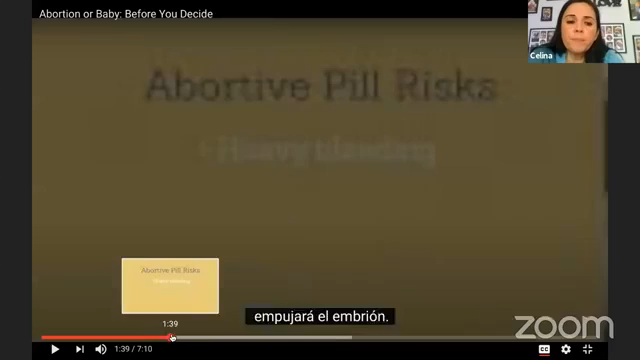 Abortion or Baby: Before You Decide
Celina
Abortive Pill Risks
- Heavy bleeding
Abortive Pill Risks
1:39
empujará el embrión.
zoom
1:39 / 7:10
CC